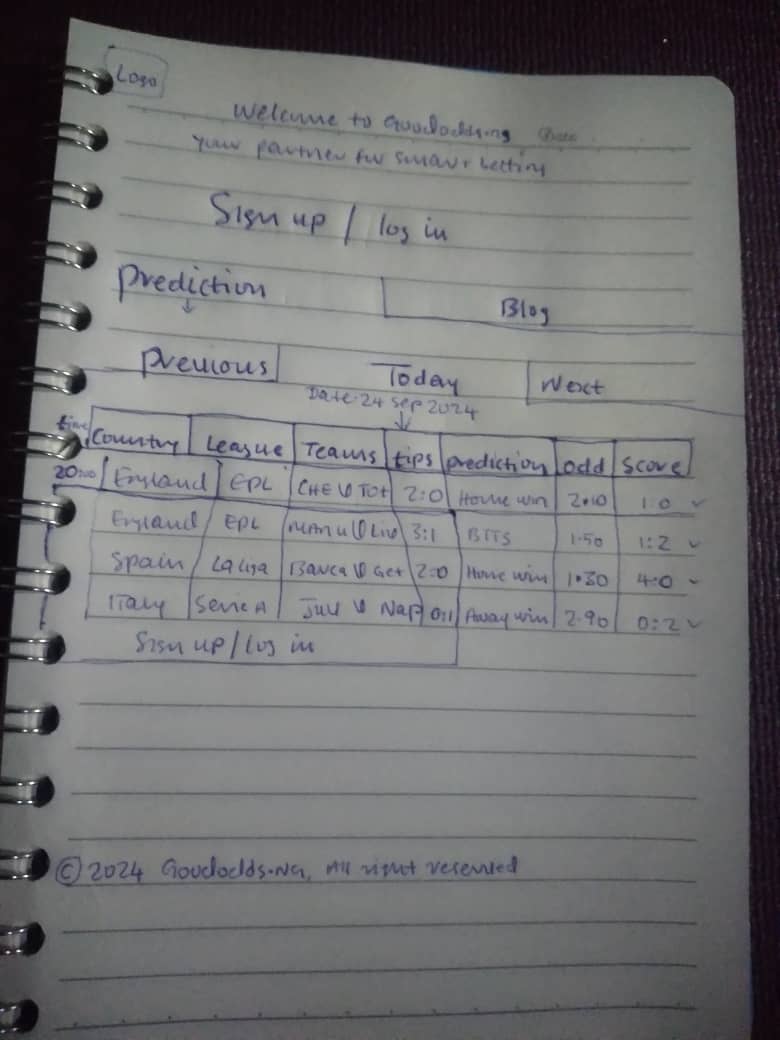 Logo
Welcome to Goododdsng
Your partner for smart betting
Sign up / log in
Prediction Blog
↓
Previous Today Next
Date: 24 Sep 2024
↓
time Country League Teams tips prediction odd Score
20:00 England EPL CHE V TOT 2:0 Home win 2.10 1:0 ✓
England EPL MANU V Liv 3:1 BTTS 1.50 1:2 ✓
Spain Laliga Barca V Get 2:0 Home win 1.30 4:0 ✓
Italy Serie A Juv V Nap 0:1 Away win 2.90 0:2 ✓
Sign up / Log in
© 2024 Goododds.NG, All right reserved